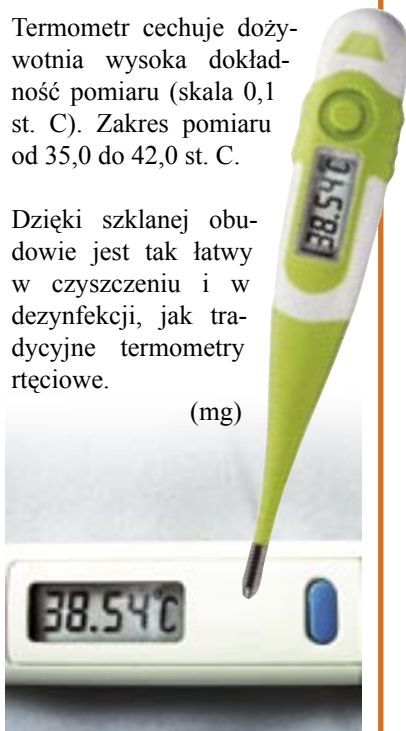 Termometr cechuje doży-
wotnia wysoka dokład-
ność pomiaru (skala 0,1
st. C). Zakres pomiaru
od 35,0 do 42,0 st. C.
Dzięki szklanej obu-
dowie jest tak łatwy
w czyszczeniu i w
dezynfekcji, jak tra-
dycyjne termometry
rtęciowe.
(mg)
38.54°C
38.54°C